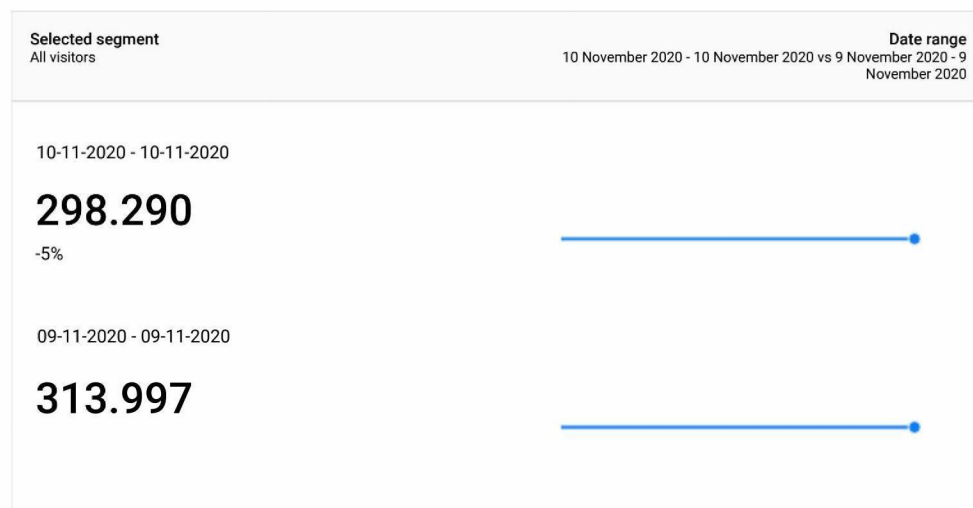 Selected segment
All visitors
Date range
10 November 2020 - 10 November 2020 vs 9 November 2020 - 9
November 2020
10-11-2020 - 10-11-2020
298.290
-5%
09-11-2020 - 09-11-2020
313.997